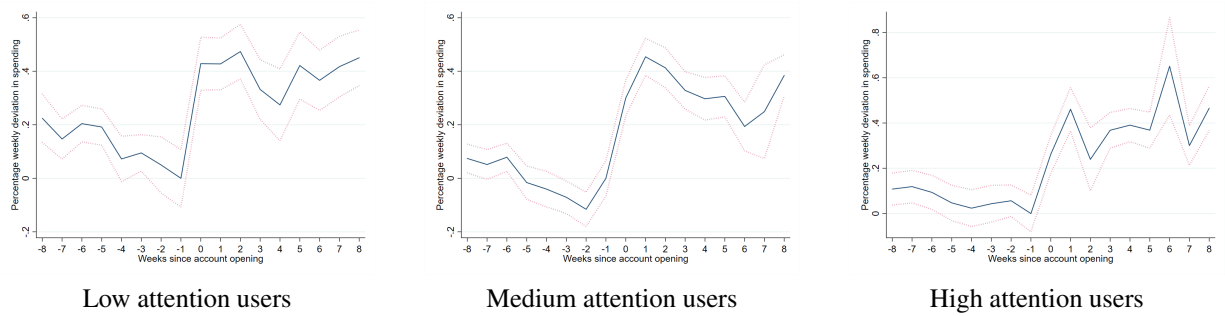 Percentage weekly deviation in spending
.6
.4
.2
0
-.2
-8 -7 -6 -5 -4 -3 -2 -1 0 1 2 3 4 5 6 7 8
Weeks since account opening
Low attention users
Percentage weekly deviation in spending
.6
.4
.2
0
-.2
-8 -7 -6 -5 -4 -3 -2 -1 0 1 2 3 4 5 6 7 8
Weeks since account opening
Medium attention users
Percentage weekly deviation in spending
.8
.6
.4
.2
0
-8 -7 -6 -5 -4 -3 -2 -1 0 1 2 3 4 5 6 7 8
Weeks since account opening
High attention users